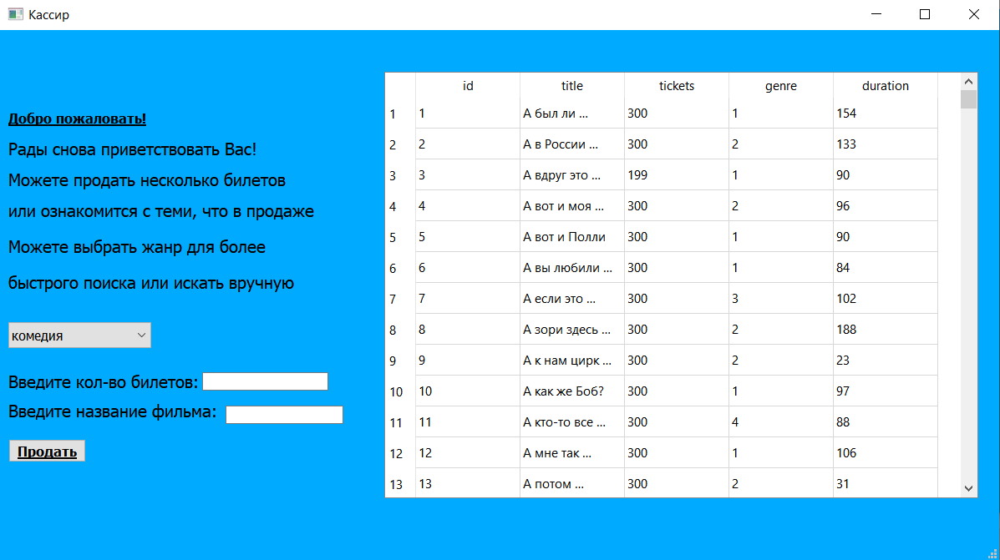 Кассир
Добро пожаловать!
Рады снова приветствовать Вас!
Можете продать несколько билетов
или ознакомится с теми, что в продаже
Можете выбрать жанр для более
быстрого поиска или искать вручную
комедия
Введите кол-во билетов:
Введите название фильма:
Продать
id title tickets genre duration
1 1 А был ли ... 300 1 154
2 2 А в России ... 300 2 133
3 3 А вдруг это ... 199 1 90
4 4 А вот и моя ... 300 2 96
5 5 А вот и Полли 300 1 90
6 6 А вы любили ... 300 1 84
7 7 А если это ... 300 3 102
8 8 А зори здесь ... 300 2 188
9 9 А к нам цирк ... 300 2 23
10 10 А как же Боб? 300 1 97
11 11 А кто-то все ... 300 4 88
12 12 А мне так ... 300 1 106
13 13 А потом ... 300 2 31